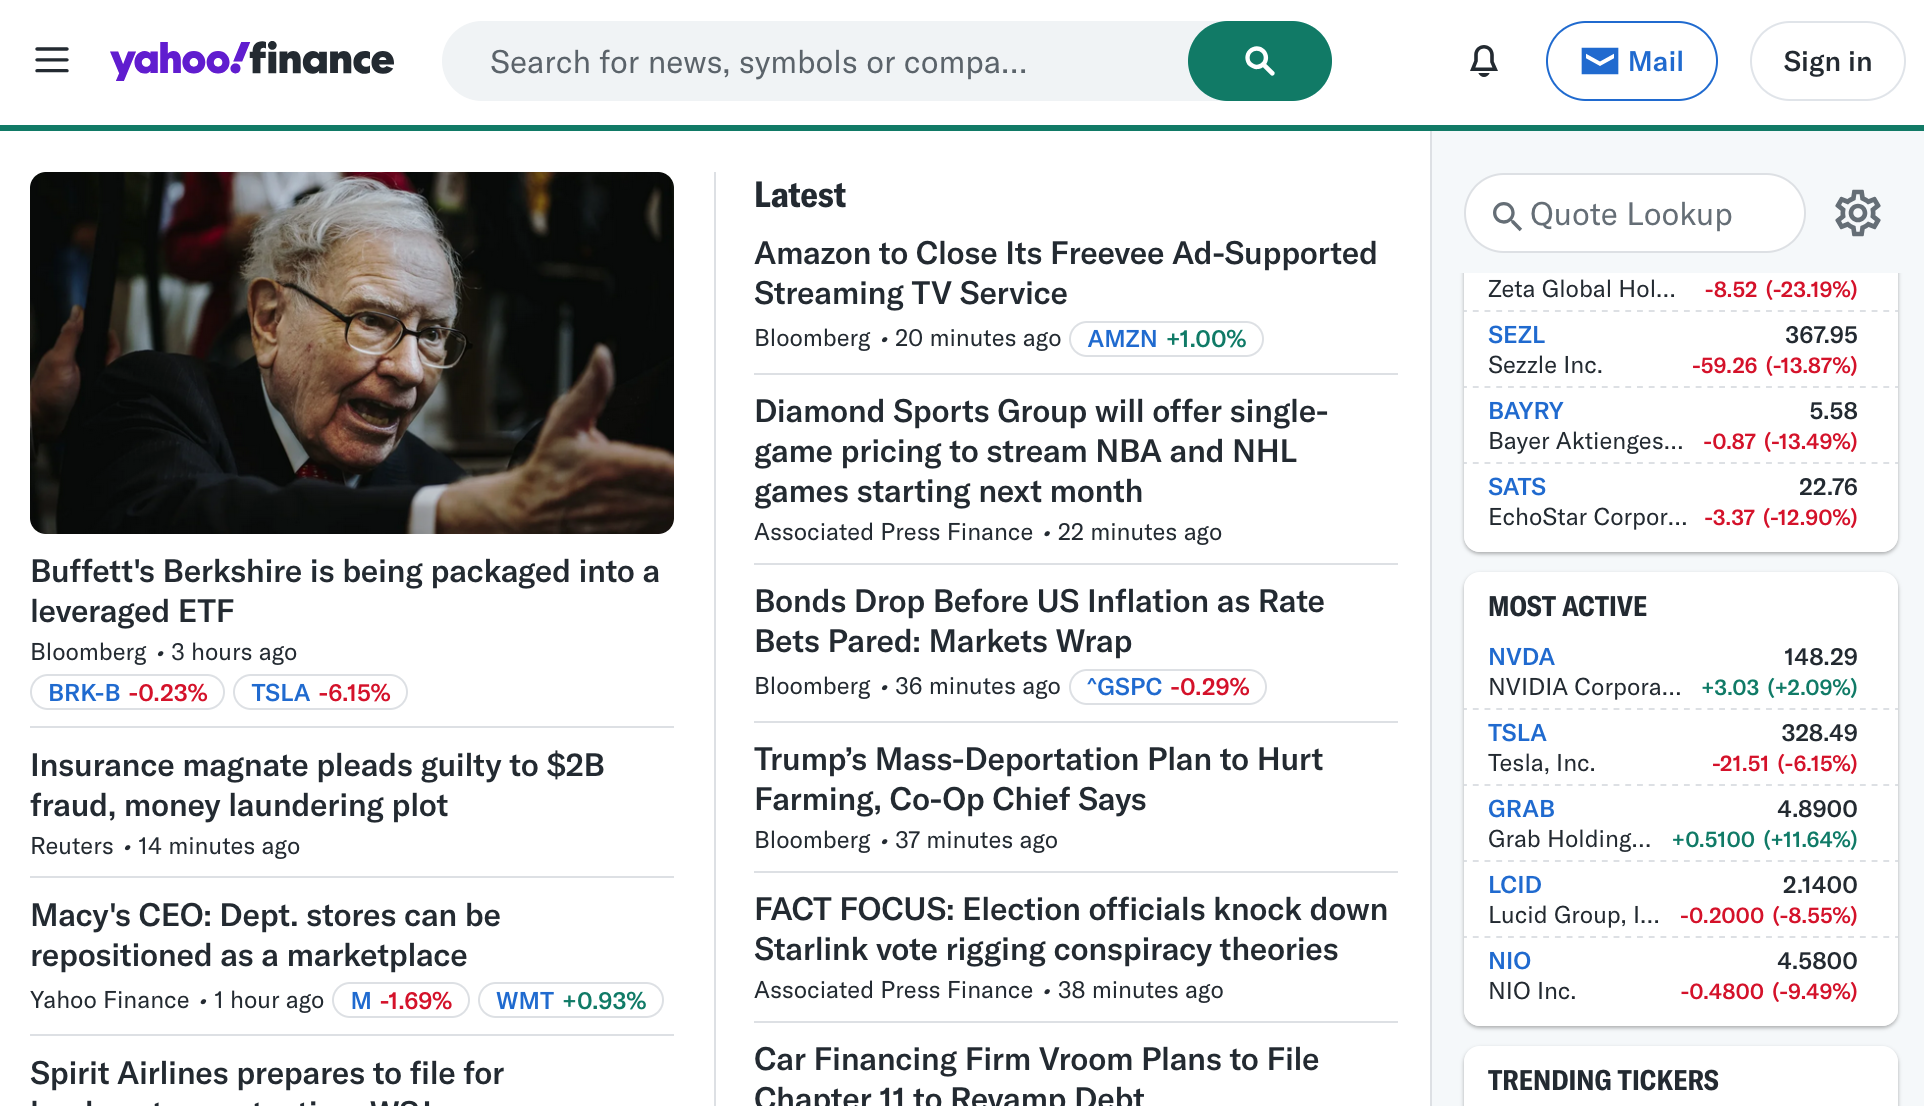 yahoo!finance
Search for news, symbols or compa...
Mail
Sign in
Buffett's Berkshire is being packaged into a
leveraged ETF
Bloomberg • 3 hours ago
BRK-B -0.23% TSLA -6.15%
Insurance magnate pleads guilty to $2B
fraud, money laundering plot
Reuters • 14 minutes ago
Macy's CEO: Dept. stores can be
repositioned as a marketplace
Yahoo Finance • 1 hour ago M -1.69% WMT +0.93%
Spirit Airlines prepares to file for
Latest
Amazon to Close Its Freevee Ad-Supported
Streaming TV Service
Bloomberg • 20 minutes ago AMZN +1.00%
Diamond Sports Group will offer single-
game pricing to stream NBA and NHL
games starting next month
Associated Press Finance • 22 minutes ago
Bonds Drop Before US Inflation as Rate
Bets Pared: Markets Wrap
Bloomberg • 36 minutes ago ^GSPC -0.29%
Trump’s Mass-Deportation Plan to Hurt
Farming, Co-Op Chief Says
Bloomberg • 37 minutes ago
FACT FOCUS: Election officials knock down
Starlink vote rigging conspiracy theories
Associated Press Finance • 38 minutes ago
Car Financing Firm Vroom Plans to File
Chapter 11 to Revamp Debt
Quote Lookup
Zeta Global Hol... -8.52 (-23.19%)
SEZL 367.95
Sezzle Inc. -59.26 (-13.87%)
BAYRY 5.58
Bayer Aktienges... -0.87 (-13.49%)
SATS 22.76
EchoStar Corpor... -3.37 (-12.90%)
MOST ACTIVE
NVDA 148.29
NVIDIA Corpora... +3.03 (+2.09%)
TSLA 328.49
Tesla, Inc. -21.51 (-6.15%)
GRAB 4.8900
Grab Holding... +0.5100 (+11.64%)
LCID 2.1400
Lucid Group, I... -0.2000 (-8.55%)
NIO 4.5800
NIO Inc. -0.4800 (-9.49%)
TRENDING TICKERS